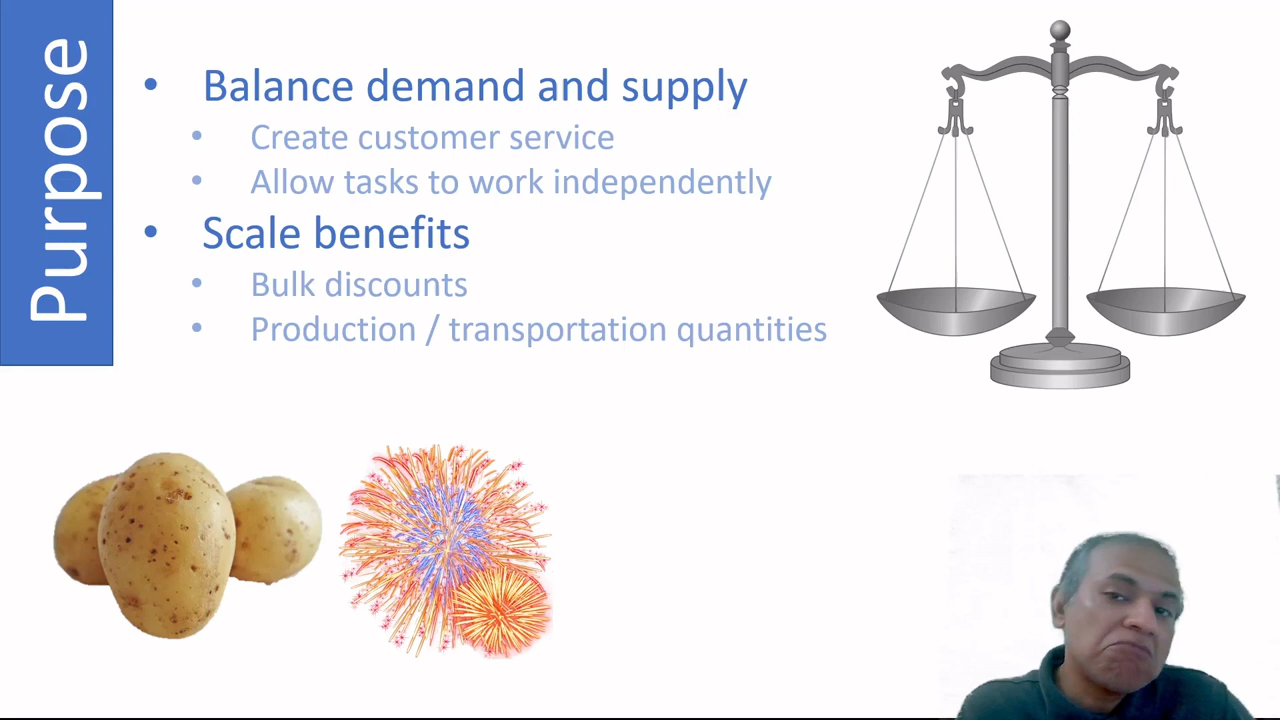 Purpose
• Balance demand and supply
• Create customer service
• Allow tasks to work independently
• Scale benefits
• Bulk discounts
• Production / transportation quantities